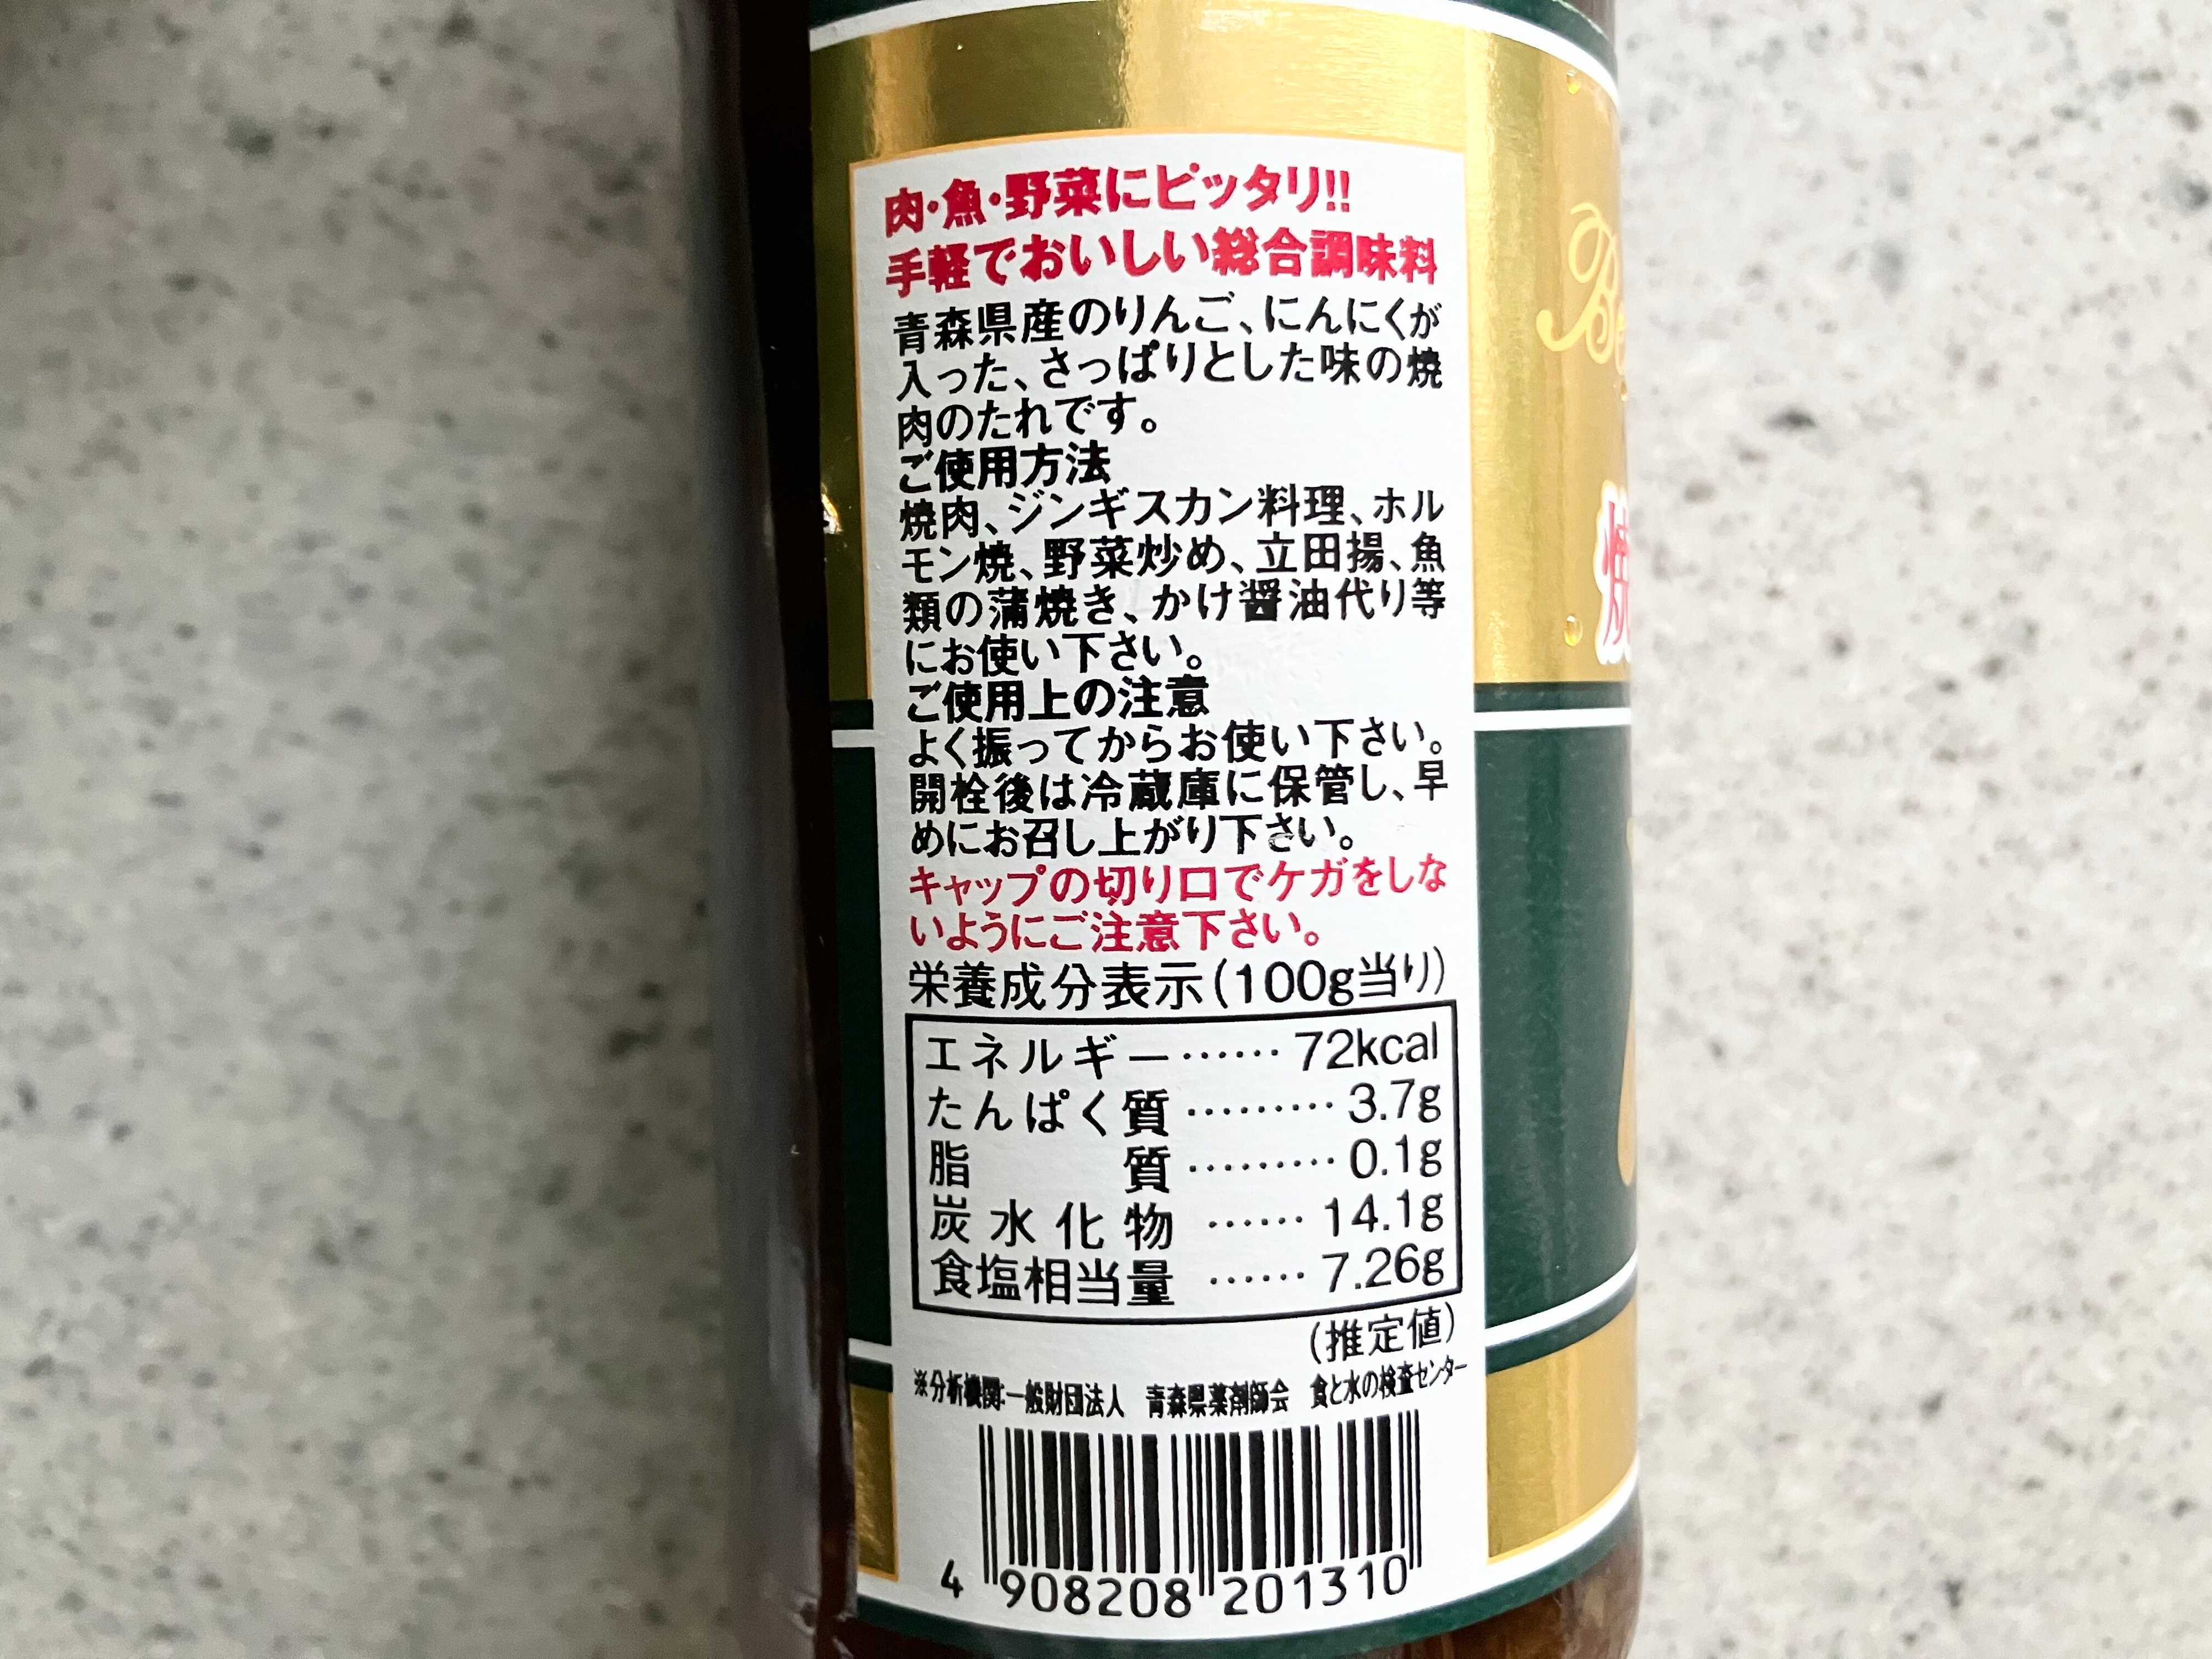 肉・魚・野菜にピッタリ!!
手軽でおいしい総合調味料
青森県産のりんご、にんにくが
入った、さっぱりとした味の焼
肉のたれです。
ご使用方法
焼肉、ジンギスカン料理、ホル
モン焼、野菜炒め、立田揚、魚
類の蒲焼き、かけ醤油代り等
にお使い下さい。
ご使用上の注意
よく振ってからお使い下さい。
開栓後は冷蔵庫に保管し、早
めにお召し上がり下さい。
キャップの切り口でケガをしな
いようにご注意下さい。
栄養成分表示(100g当り)
エネルギー……72kcal
たんぱく質………3.7g
脂質………0.1g
炭水化物……14.1g
食塩相当量……7.26g
(推定値)
※分析機関:一般財団法人 青森県薬剤師会 食と水の検査センター
4 908208 201310
Be
焼